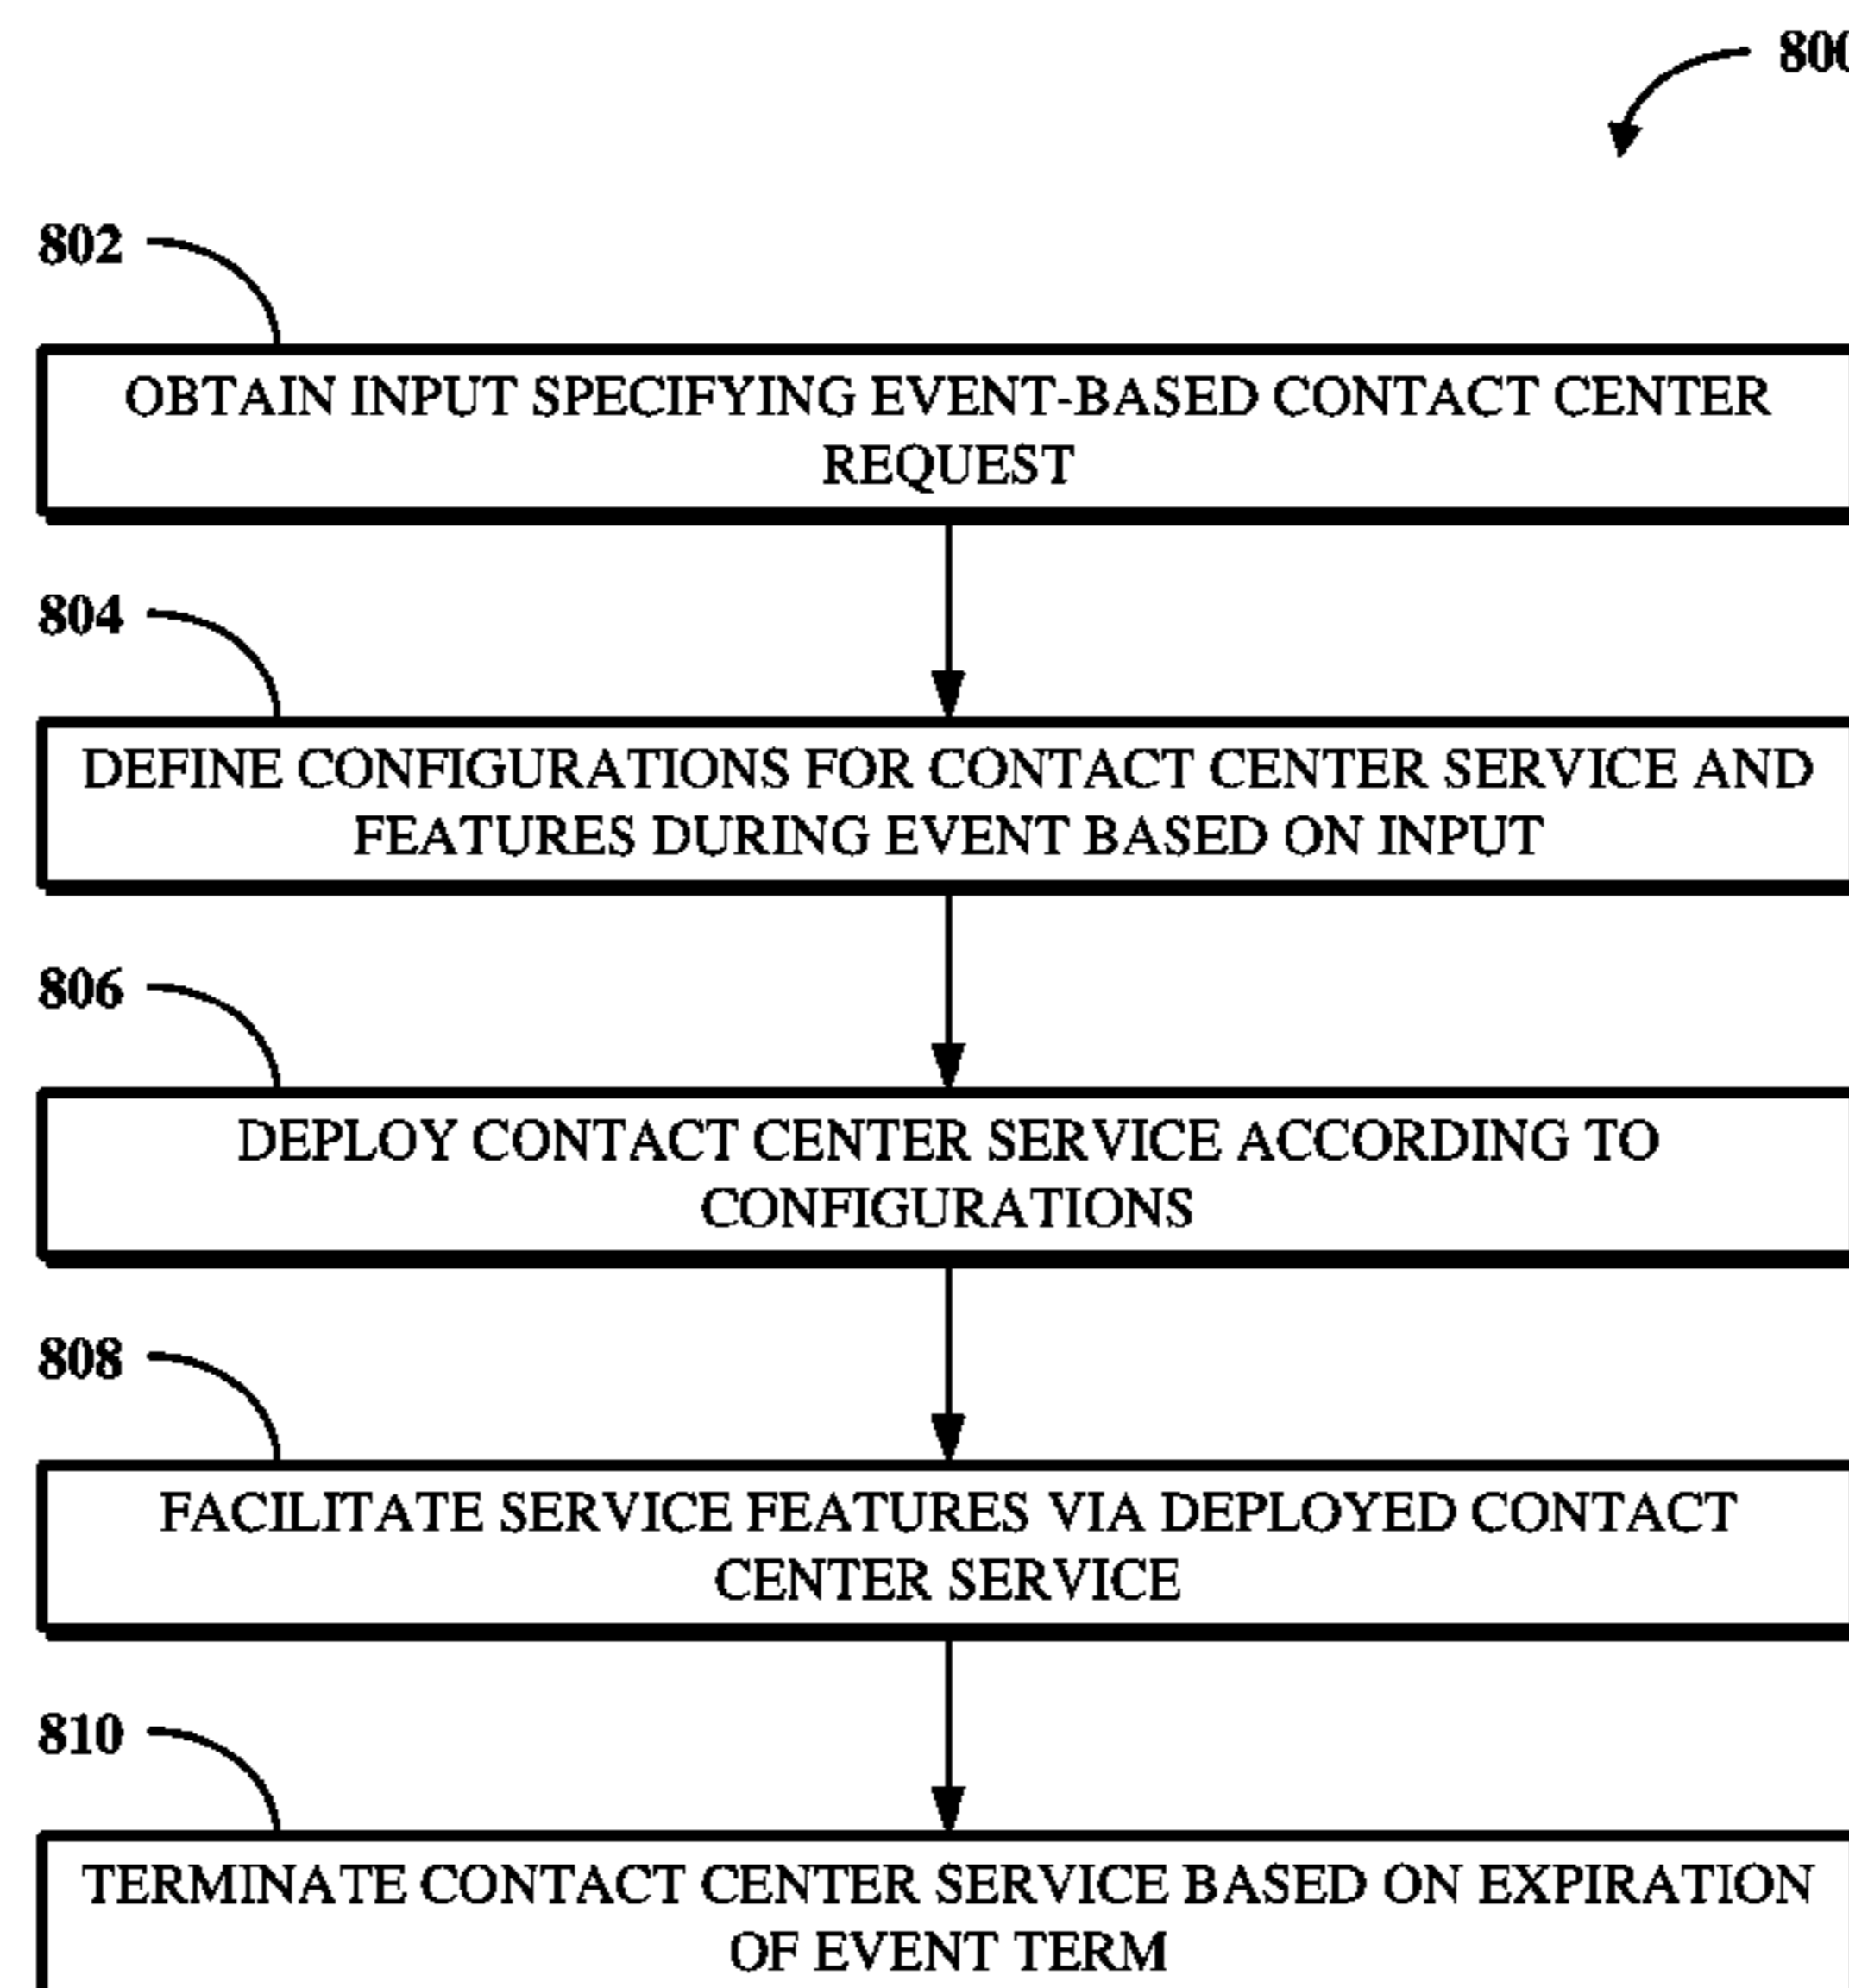 800
802
OBTAIN INPUT SPECIFYING EVENT-BASED CONTACT CENTER
REQUEST
804
DEFINE CONFIGURATIONS FOR CONTACT CENTER SERVICE AND
FEATURES DURING EVENT BASED ON INPUT
806
DEPLOY CONTACT CENTER SERVICE ACCORDING TO
CONFIGURATIONS
808
FACILITATE SERVICE FEATURES VIA DEPLOYED CONTACT
CENTER SERVICE
810
TERMINATE CONTACT CENTER SERVICE BASED ON EXPIRATION
OF EVENT TERM